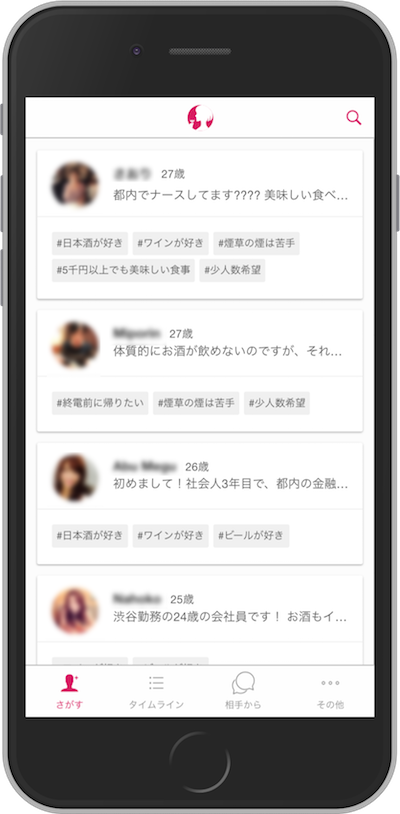 27歳
都内でナースしてます???? 美味しい食べ…
#日本酒が好き #ワインが好き #煙草の煙は苦手
#5千円以上でも美味しい食事 #少人数希望
27歳
体質的にお酒が飲めないのですが、それ…
#終電前に帰りたい #煙草の煙は苦手 #少人数希望
26歳
初めまして！社会人3年目で、都内の金融…
#日本酒が好き #ワインが好き #ビールが好き
25歳
渋谷勤務の24歳の会社員です！ お酒もイ…
さがす タイムライン 相手から その他